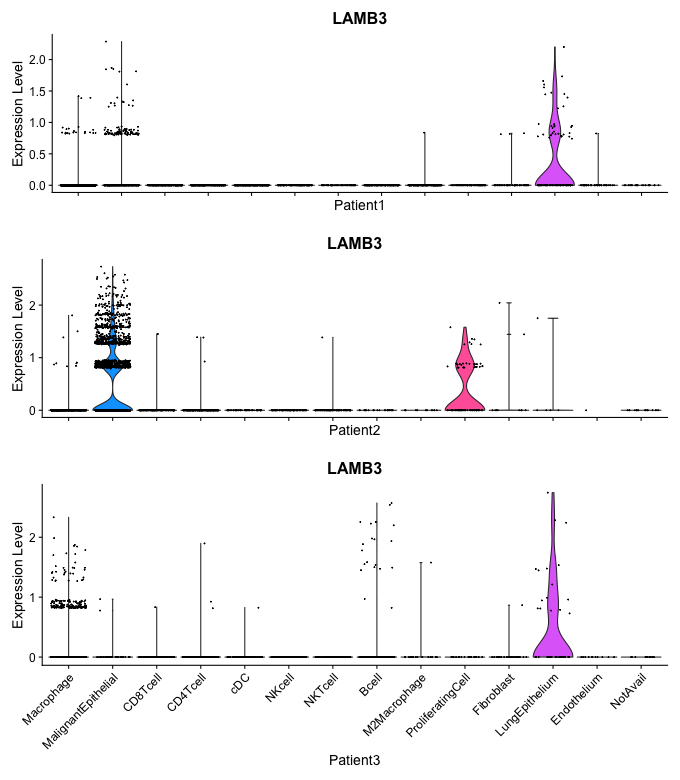 LAMB3
Expression Level
2.0
1.5
1.0
0.5
0.0
Patient1
LAMB3
Expression Level
2
1
0
Patient2
LAMB3
Expression Level
2
1
0
Macrophage
MalignantEpithelial
CD8Tcell
CD4Tcell
cDC
NKcell
NKTcell
Bcell
M2Macrophage
ProliferatingCell
Fibroblast
LungEpithelium
Endothelium
NotAvail
Patient3